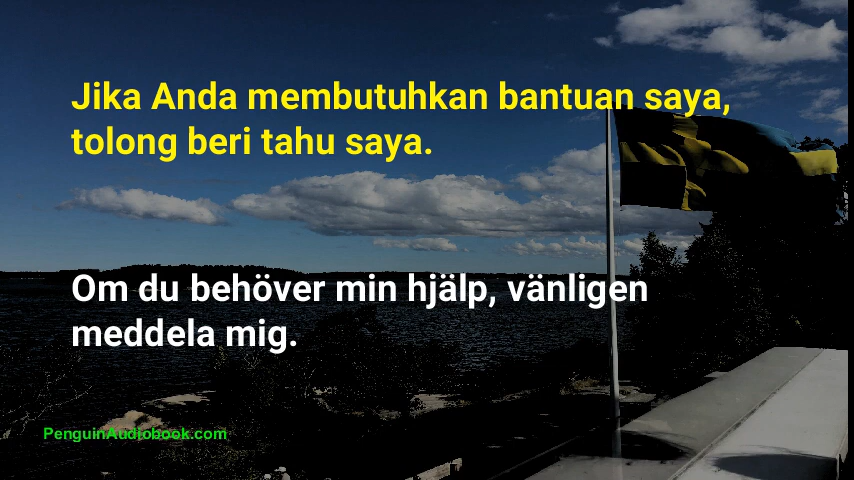 Jika Anda membutuhkan bantuan saya,
tolong beri tahu saya.
Om du behöver min hjälp, vänligen
meddela mig.
PenguinAudiobook.com